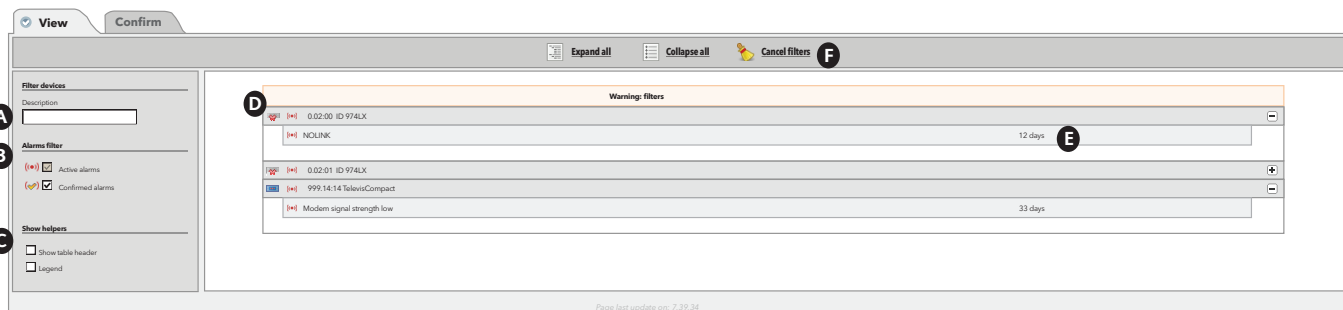 View
Confirm
Expand all
Collapse all
Cancel filters
F
Filter devices
Description
A
Alarms filter
B
Active alarms
Confirmed alarms
Show helpers
C
Show table header
Legend
D
Warning: filters
0.02:00 ID 974LX
NOLINK
12 days
E
0.02:01 ID 974LX
999.14:14 TelevisCompact
Modem signal strength low
33 days
Page last update on: 7.39.34